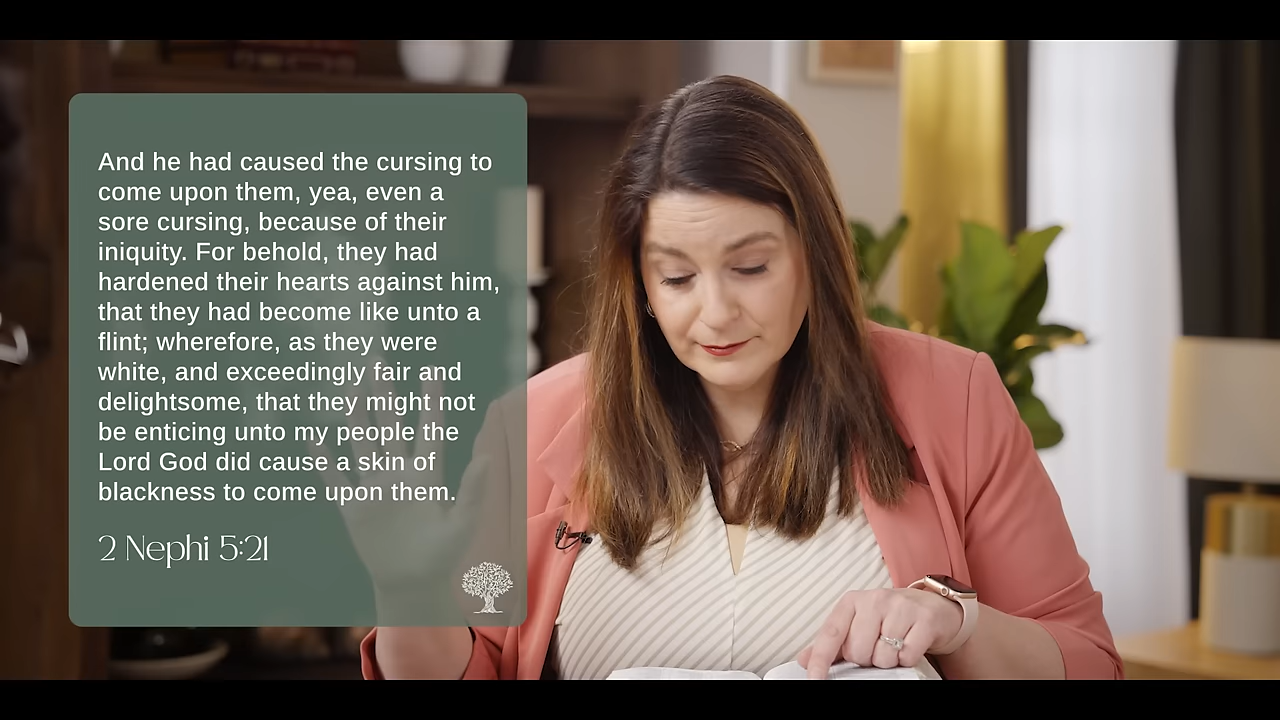 And he had caused the cursing to
come upon them, yea, even a
sore cursing, because of their
iniquity. For behold, they had
hardened their hearts against him,
that they had become like unto a
flint; wherefore, as they were
white, and exceedingly fair and
delightsome, that they might not
be enticing unto my people the
Lord God did cause a skin of
blackness to come upon them.
2 Nephi 5:21